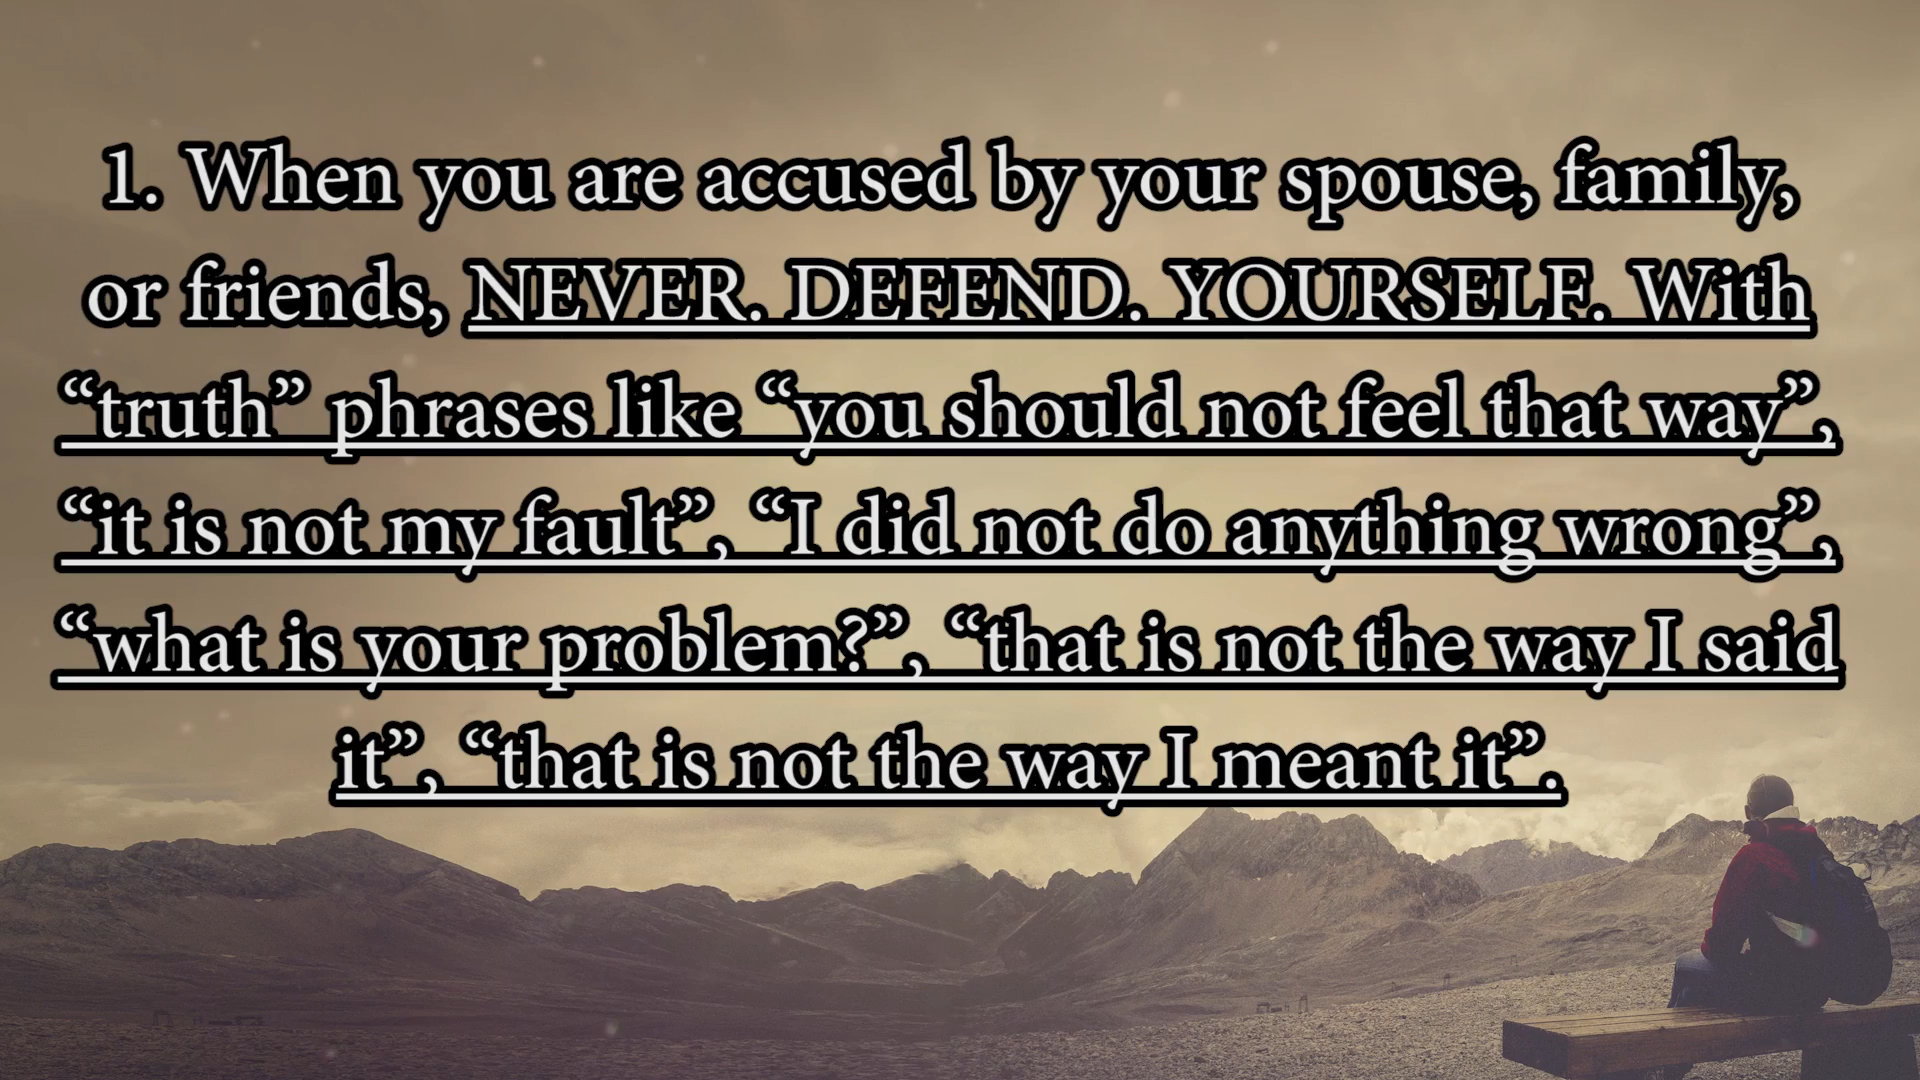 1. When you are accused by your spouse, family,
or friends, NEVER. DEFEND. YOURSELF. With
“truth” phrases like “you should not feel that way”,
“it is not my fault”, “I did not do anything wrong”,
“what is your problem?”, “that is not the way I said
it”, “that is not the way I meant it”.